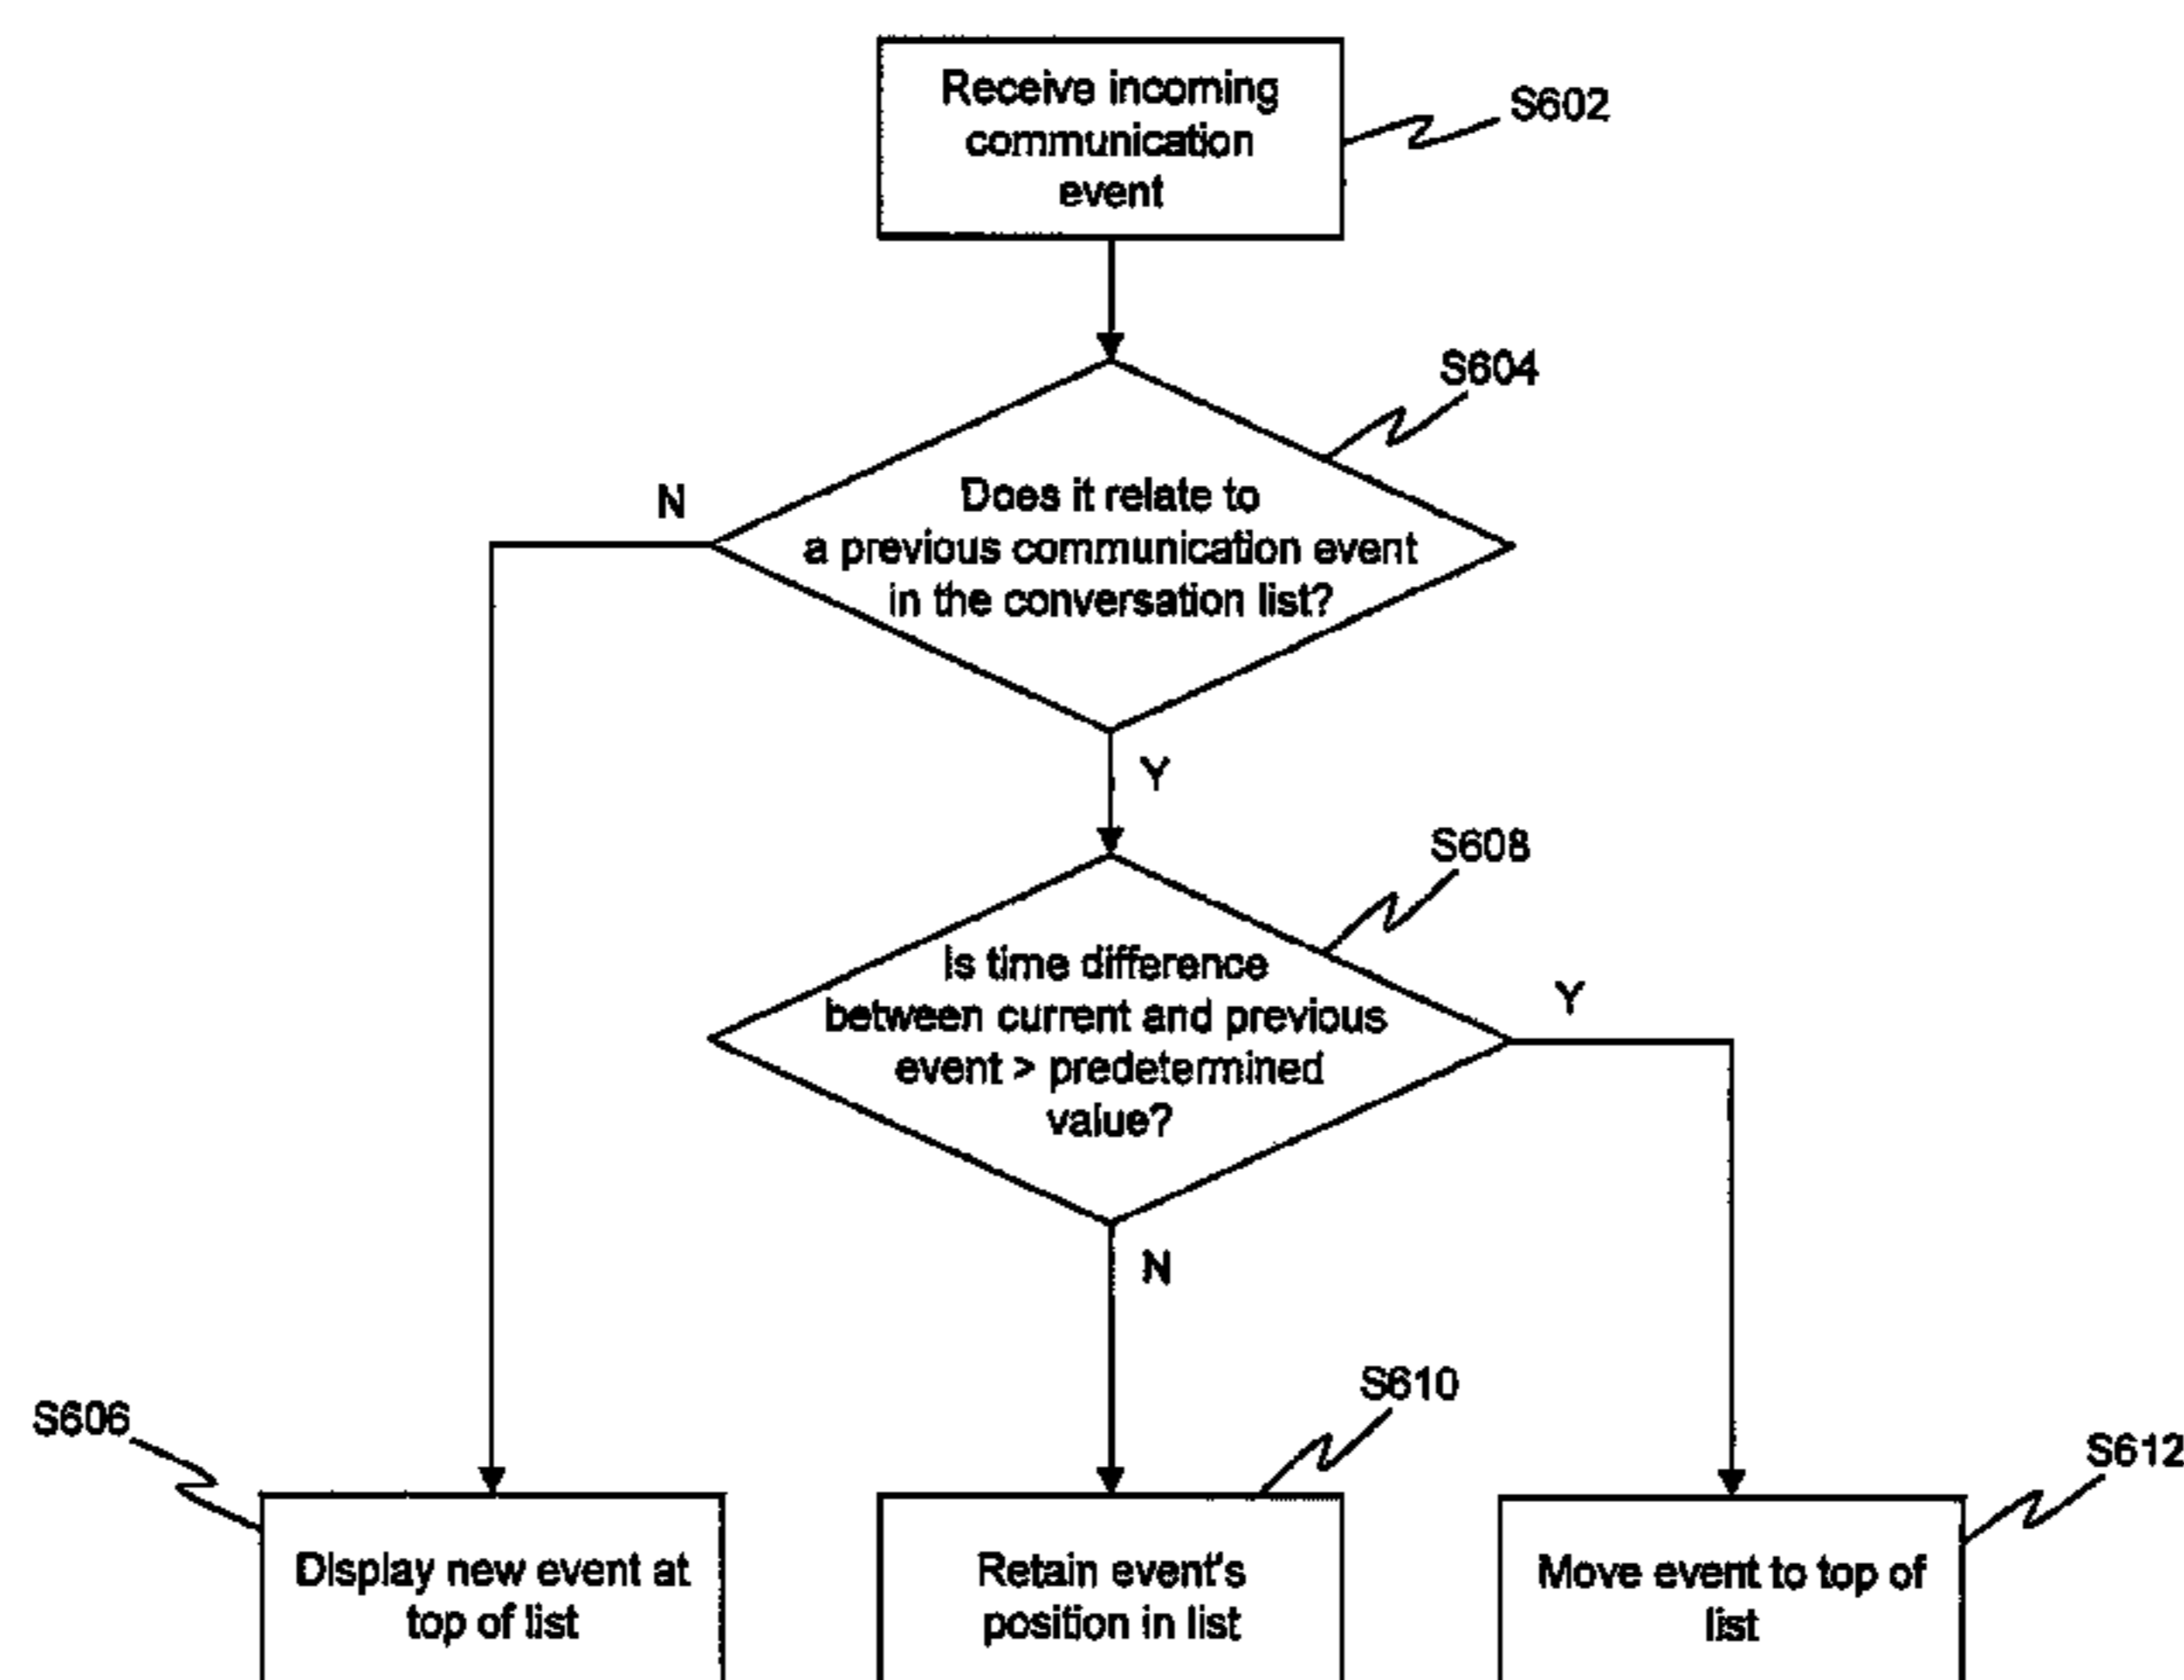 Receive incoming
communication
event
S602
S604
N
Does it relate to
a previous communication event
in the conversation list?
Y
S608
Is time difference
between current and previous
event > predetermined
value?
Y
N
S606
S610
S612
Display new event at
top of list
Retain event's
position in list
Move event to top of
list